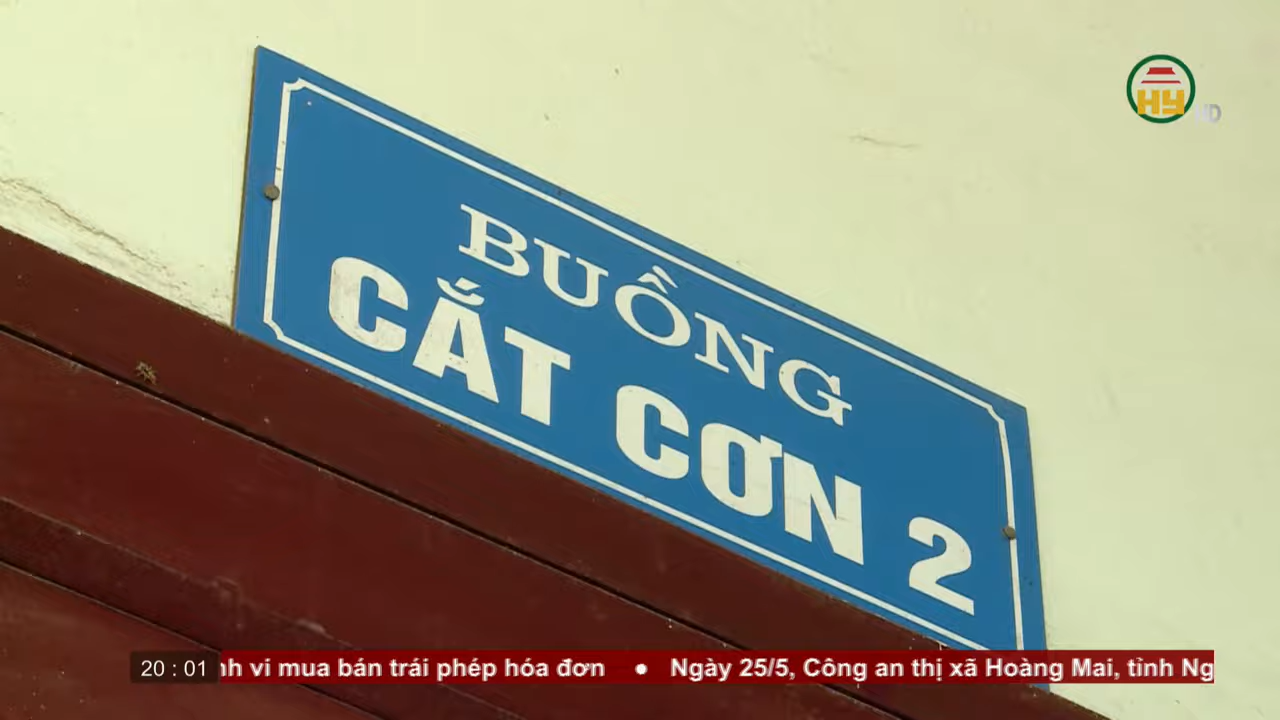 HY
HD
BUỒNG
CẮT CƠN 2
20 : 01
vi mua bán trái phép hóa đơn • Ngày 25/5, Công an thị xã Hoàng Mai, tỉnh